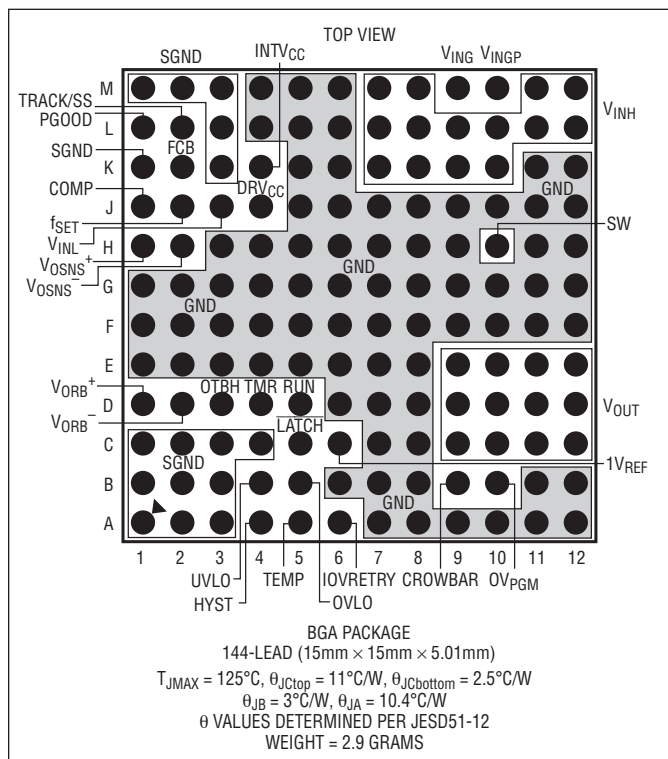 TOP VIEW
SGND INTVCC VING VINGP
M
TRACK/SS
PGOOD
L
VINH
FCB
SGND
K
DRVCC
GND
COMP
J
fSET
SW
VINL
H
VOSNS+
GND
VOSNS–
G
GND
F
E
VORB+
OTBH TMR RUN
D
VOUT
VORB–
LATCH
C
SGND
1VREF
B
GND
A
1 2 3 4 5 6 7 8 9 10 11 12
UVLO TEMP IOVRETRY CROWBAR OVPGM
HYST OVLO
BGA PACKAGE
144-LEAD (15mm × 15mm × 5.01mm)
TJMAX = 125°C, θJCtop = 11°C/W, θJCbottom = 2.5°C/W
θJB = 3°C/W, θJA = 10.4°C/W
θ VALUES DETERMINED PER JESD51-12
WEIGHT = 2.9 GRAMS